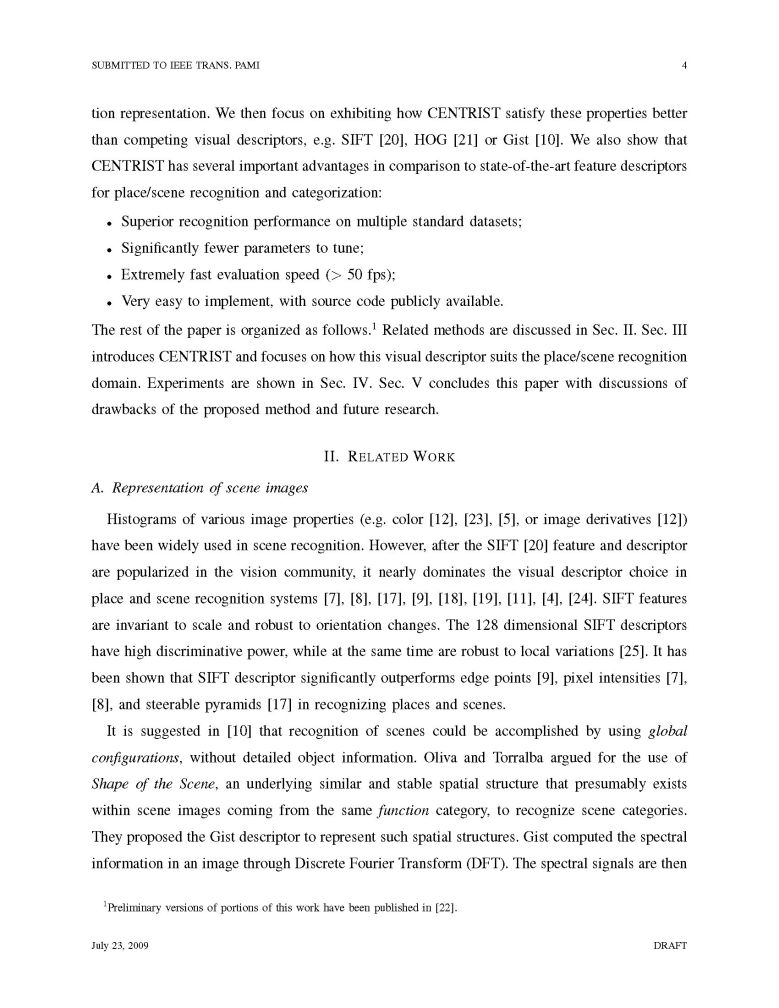 SUBMITTED TO IEEE TRANS. PAMI 4
tion representation. We then focus on exhibiting how CENTRIST satisfy these properties better
than competing visual descriptors, e.g. SIFT [20], HOG [21] or Gist [10]. We also show that
CENTRIST has several important advantages in comparison to state-of-the-art feature descriptors
for place/scene recognition and categorization:
• Superior recognition performance on multiple standard datasets;
• Significantly fewer parameters to tune;
• Extremely fast evaluation speed (> 50 fps);
• Very easy to implement, with source code publicly available.
The rest of the paper is organized as follows.¹ Related methods are discussed in Sec. II. Sec. III
introduces CENTRIST and focuses on how this visual descriptor suits the place/scene recognition
domain. Experiments are shown in Sec. IV. Sec. V concludes this paper with discussions of
drawbacks of the proposed method and future research.
II. RELATED WORK
A. Representation of scene images
Histograms of various image properties (e.g. color [12], [23], [5], or image derivatives [12])
have been widely used in scene recognition. However, after the SIFT [20] feature and descriptor
are popularized in the vision community, it nearly dominates the visual descriptor choice in
place and scene recognition systems [7], [8], [17], [9], [18], [19], [11], [4], [24]. SIFT features
are invariant to scale and robust to orientation changes. The 128 dimensional SIFT descriptors
have high discriminative power, while at the same time are robust to local variations [25]. It has
been shown that SIFT descriptor significantly outperforms edge points [9], pixel intensities [7],
[8], and steerable pyramids [17] in recognizing places and scenes.
It is suggested in [10] that recognition of scenes could be accomplished by using global
configurations, without detailed object information. Oliva and Torralba argued for the use of
Shape of the Scene, an underlying similar and stable spatial structure that presumably exists
within scene images coming from the same function category, to recognize scene categories.
They proposed the Gist descriptor to represent such spatial structures. Gist computed the spectral
information in an image through Discrete Fourier Transform (DFT). The spectral signals are then
¹Preliminary versions of portions of this work have been published in [22].
July 23, 2009 DRAFT